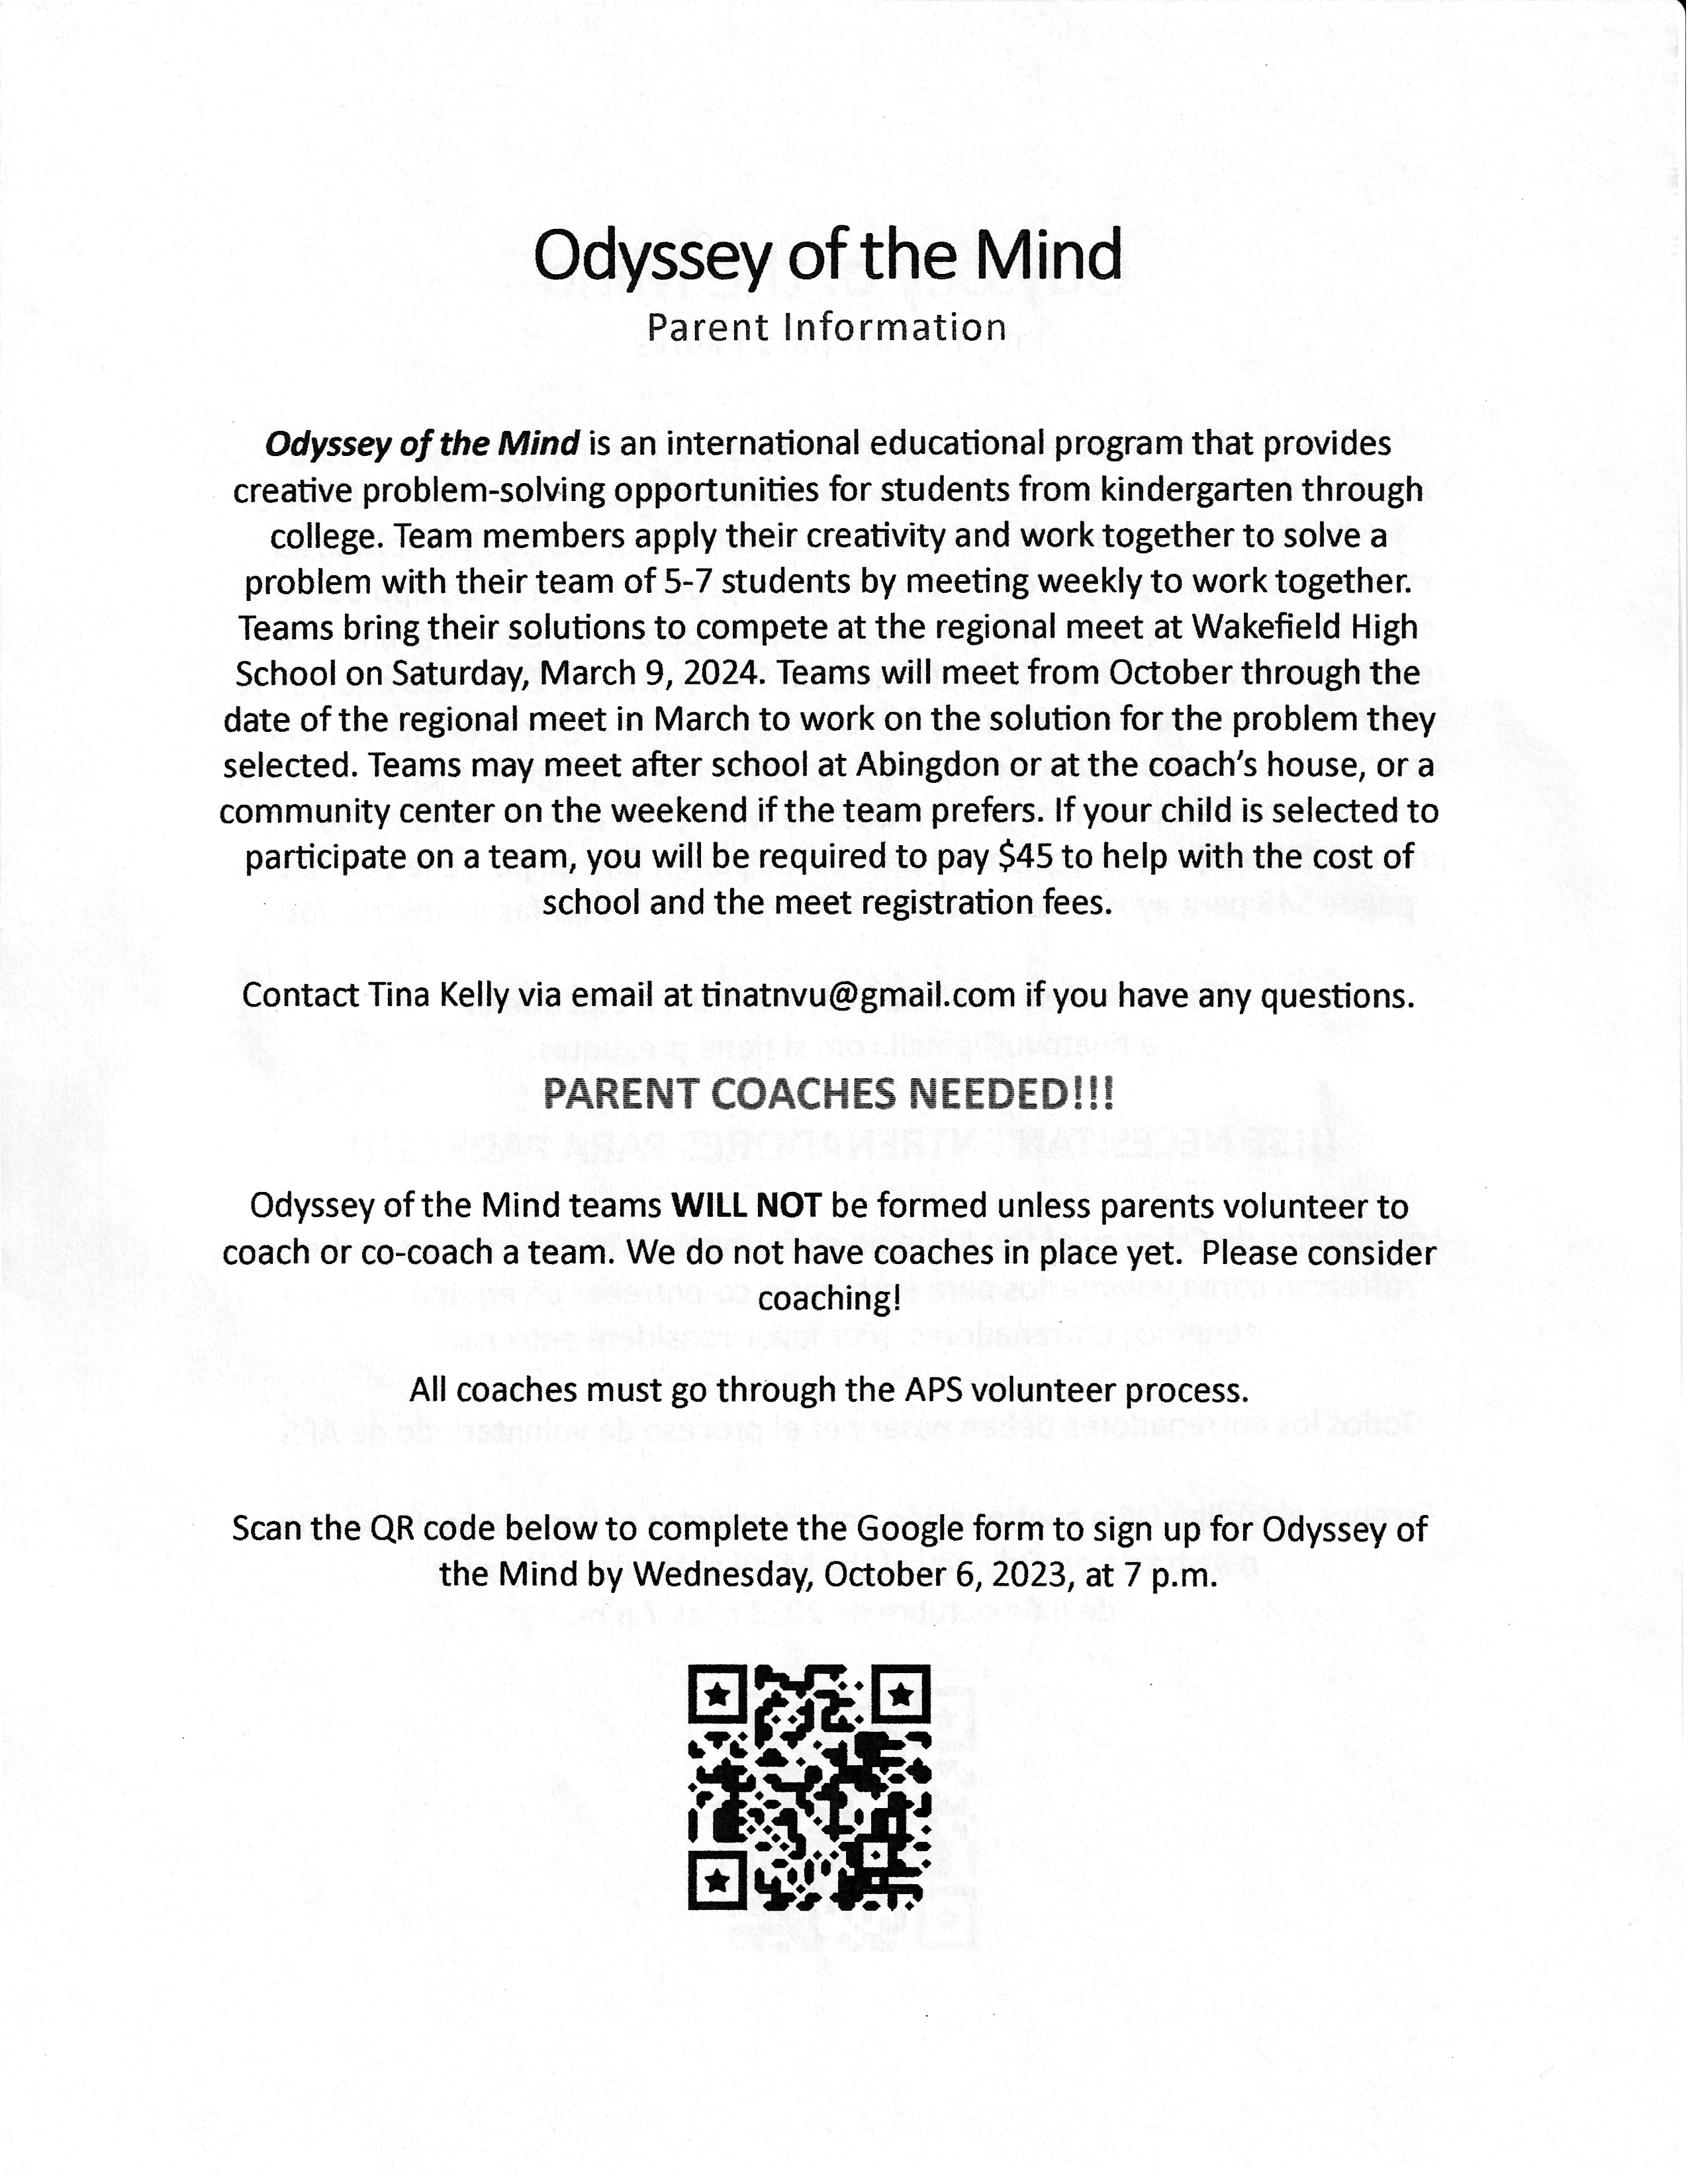 Odyssey of the Mind
Parent Information
Odyssey of the Mind is an international educational program that provides
creative problem-solving opportunities for students from kindergarten through
college. Team members apply their creativity and work together to solve a
problem with their team of 5-7 students by meeting weekly to work together.
Teams bring their solutions to compete at the regional meet at Wakefield High
School on Saturday, March 9, 2024. Teams will meet from October through the
date of the regional meet in March to work on the solution for the problem they
selected. Teams may meet after school at Abingdon or at the coach’s house, or a
community center on the weekend if the team prefers. If your child is selected to
participate on a team, you will be required to pay $45 to help with the cost of
school and the meet registration fees.
Contact Tina Kelly via email at tinatnvu@gmail.com if you have any questions.
PARENT COACHES NEEDED!!!
Odyssey of the Mind teams WILL NOT be formed unless parents volunteer to
coach or co-coach a team. We do not have coaches in place yet.  Please consider
coaching!
All coaches must go through the APS volunteer process.
Scan the QR code below to complete the Google form to sign up for Odyssey of
the Mind by Wednesday, October 6, 2023, at 7 p.m.